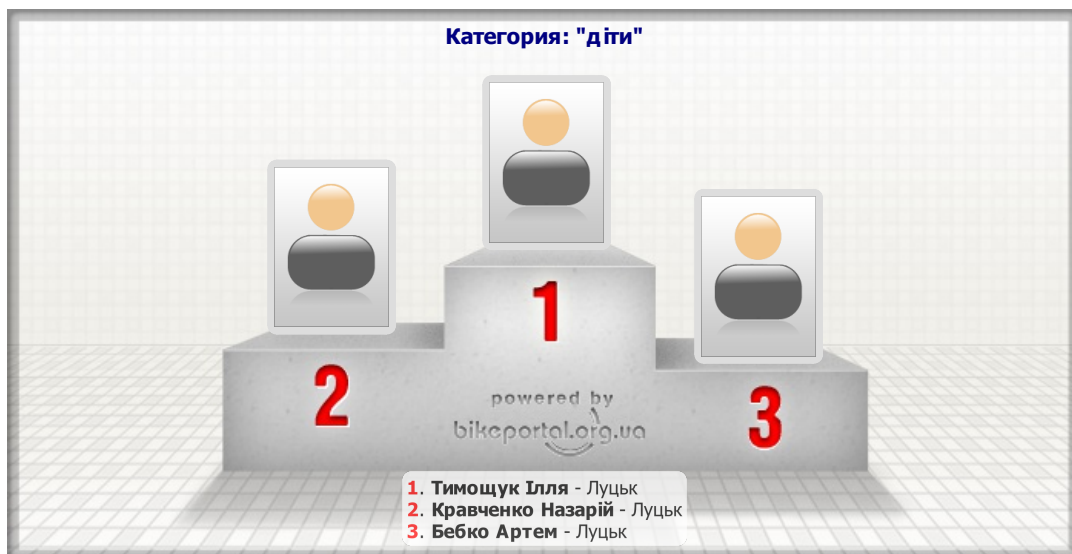 Категория: "діти"
1
2
3
powered by
bikeportal.org.ua
1. Тимощук Ілля - Луцьк
2. Кравченко Назарій - Луцьк
3. Бебко Артем - Луцьк